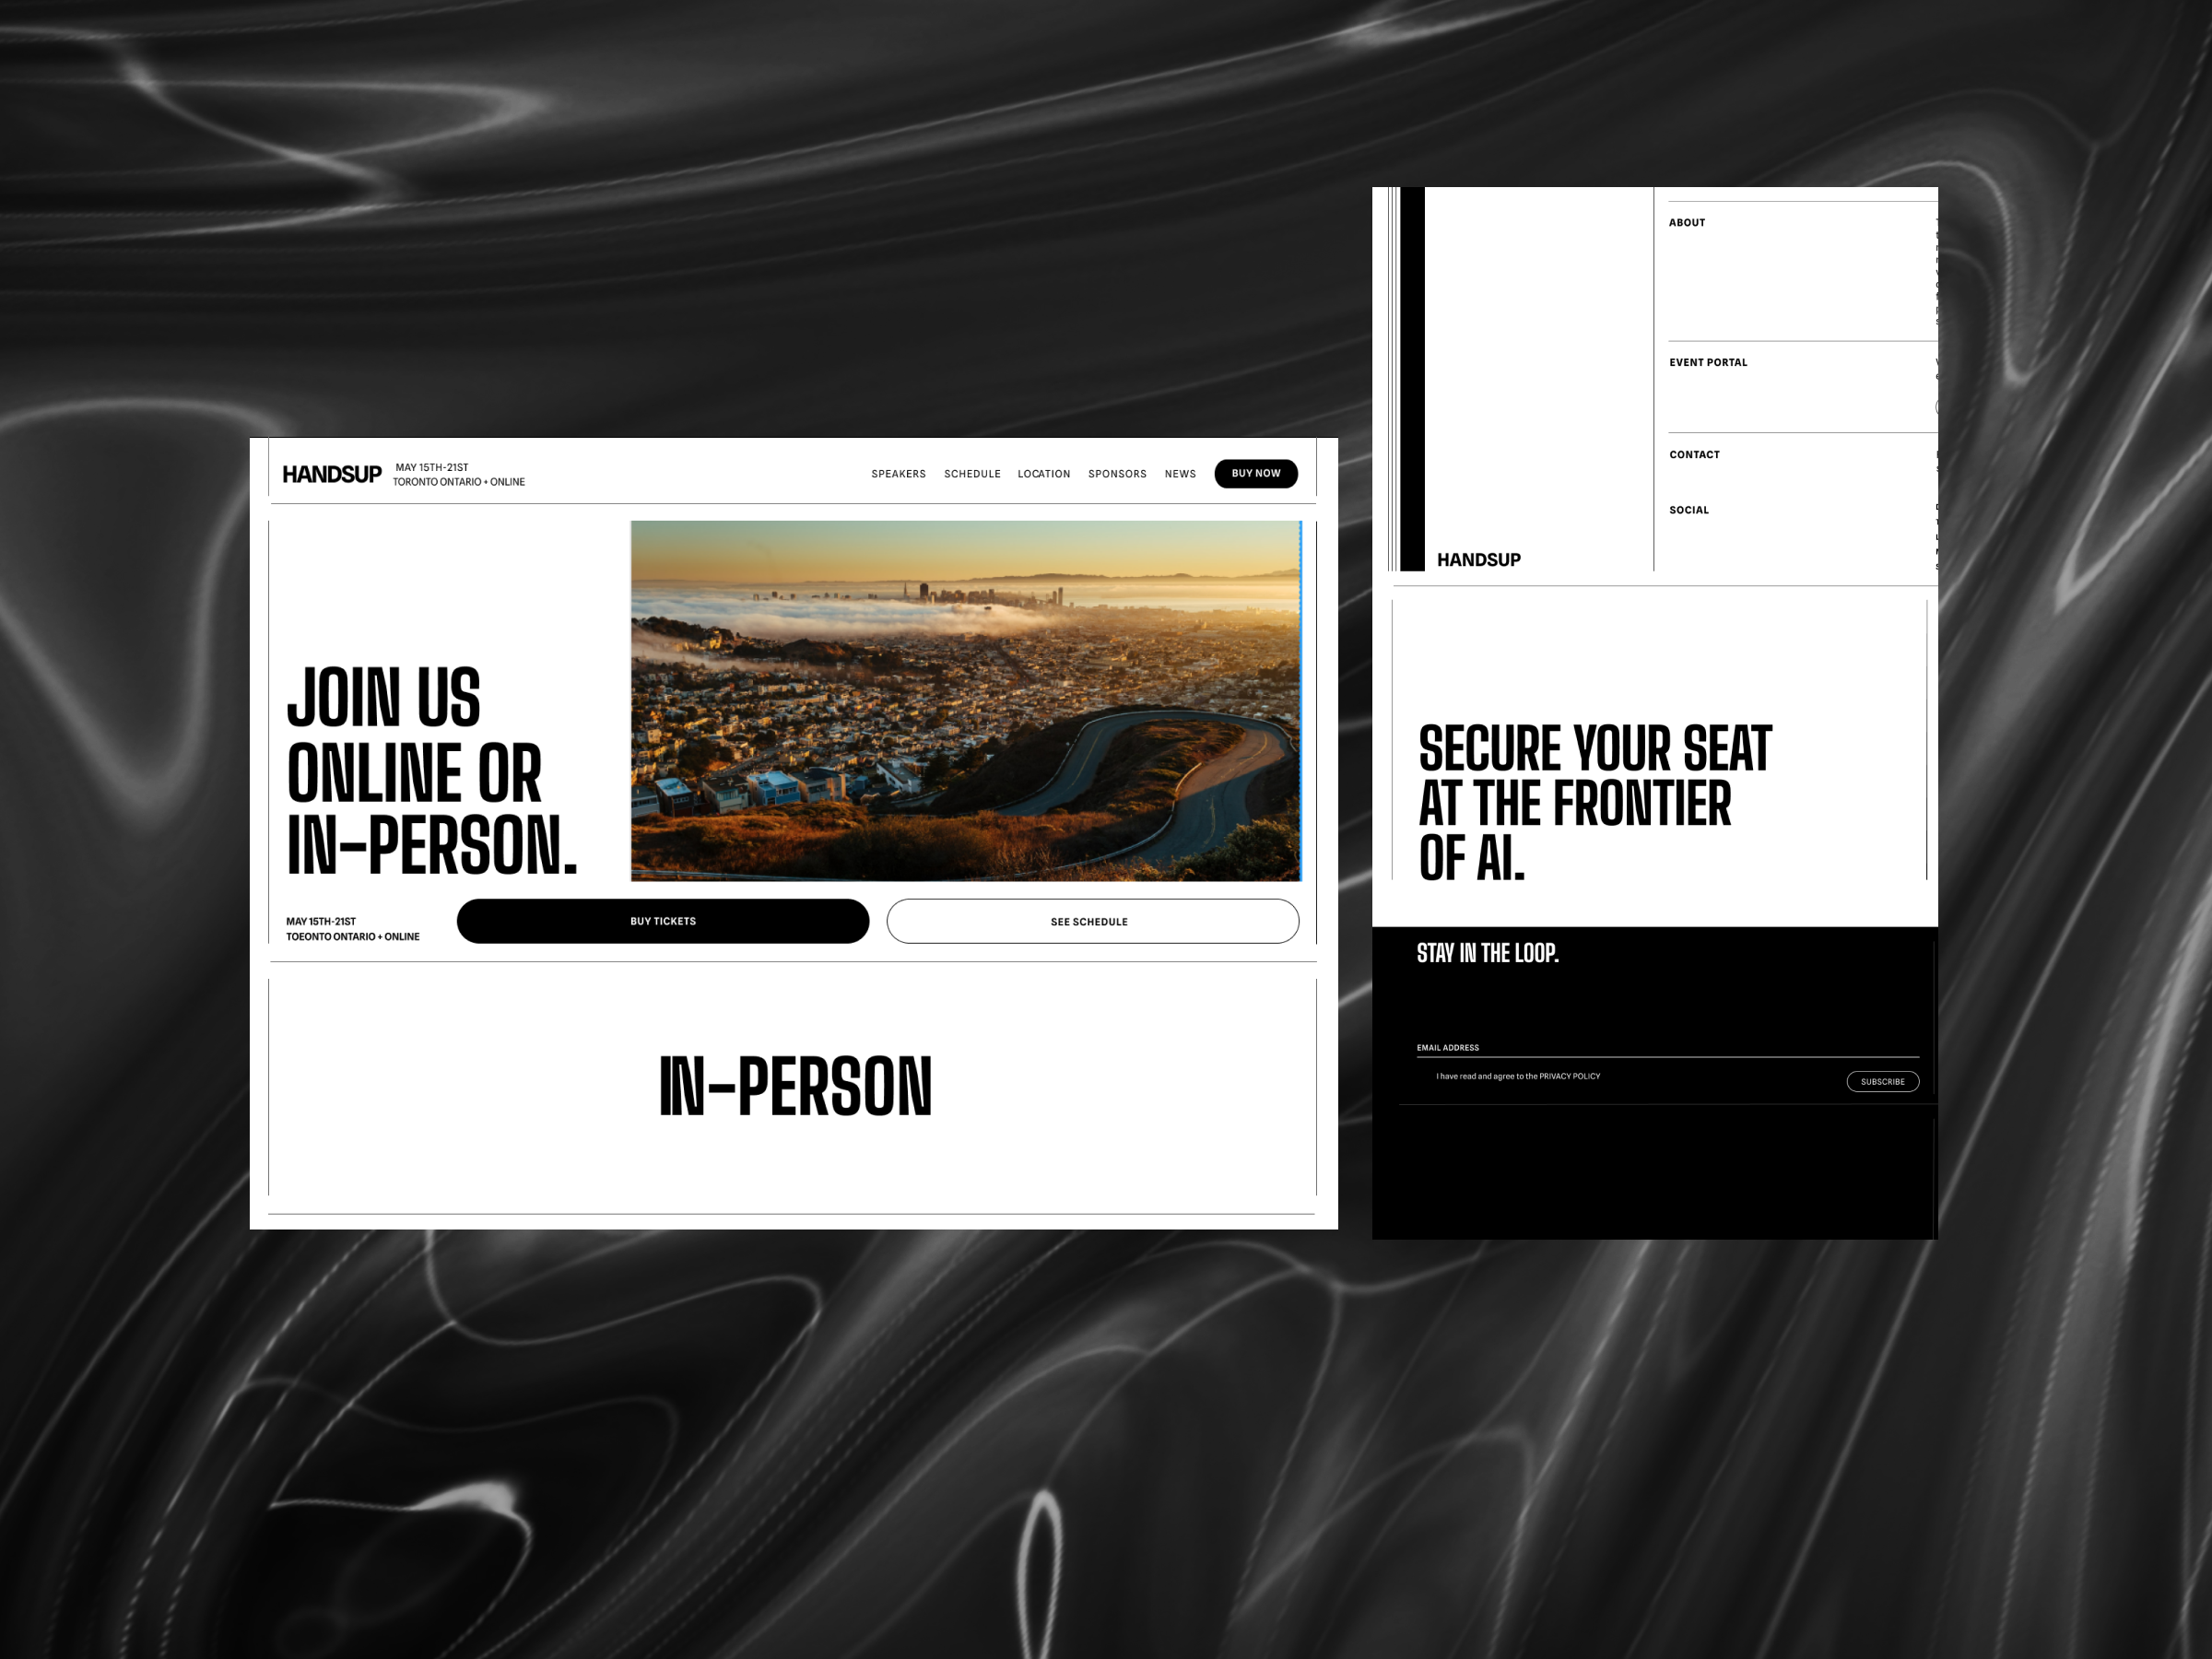 HANDSUP
MAY 15TH-21ST
TORONTO ONTARIO + ONLINE
SPEAKERS
SCHEDULE
LOCATION
SPONSORS
NEWS
BUY NOW
JOIN US
ONLINE OR
IN-PERSON.
MAY 15TH-21ST
TOEONTO ONTARIO + ONLINE
BUY TICKETS
SEE SCHEDULE
IN-PERSON
ABOUT
EVENT PORTAL
CONTACT
SOCIAL
HANDSUP
SECURE YOUR SEAT
AT THE FRONTIER
OF AI.
STAY IN THE LOOP.
EMAIL ADDRESS
I have read and agree to the PRIVACY POLICY
SUBSCRIBE